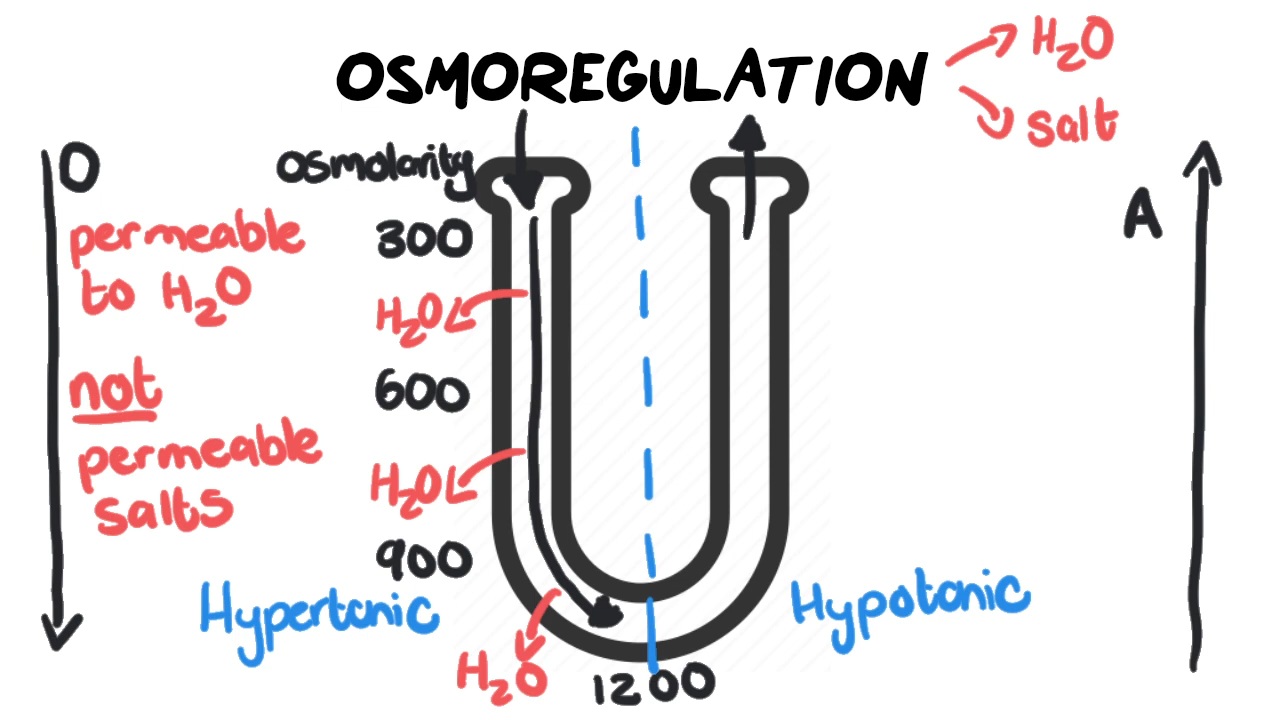 OSMOREGULATION
H₂O
salt
D
osmolarity
permeable
to H₂O
300
H₂O
not
permeable
salts
600
H₂O
900
Hypertonic
H₂O
1200
A
Hypotonic